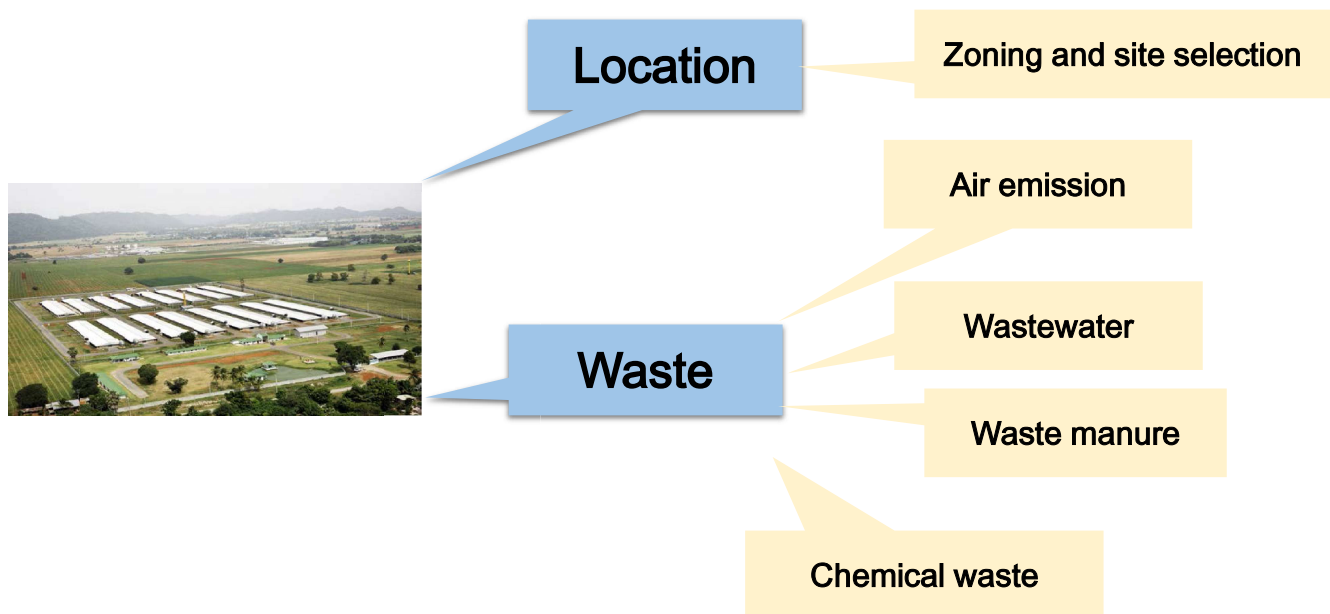 Location
Zoning and site selection
Air emission
Waste
Wastewater
Waste manure
Chemical waste